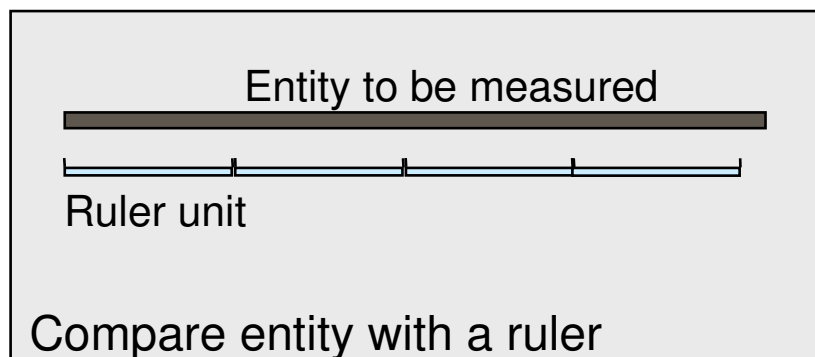 Entity to be measured
Ruler unit
Compare entity with a ruler